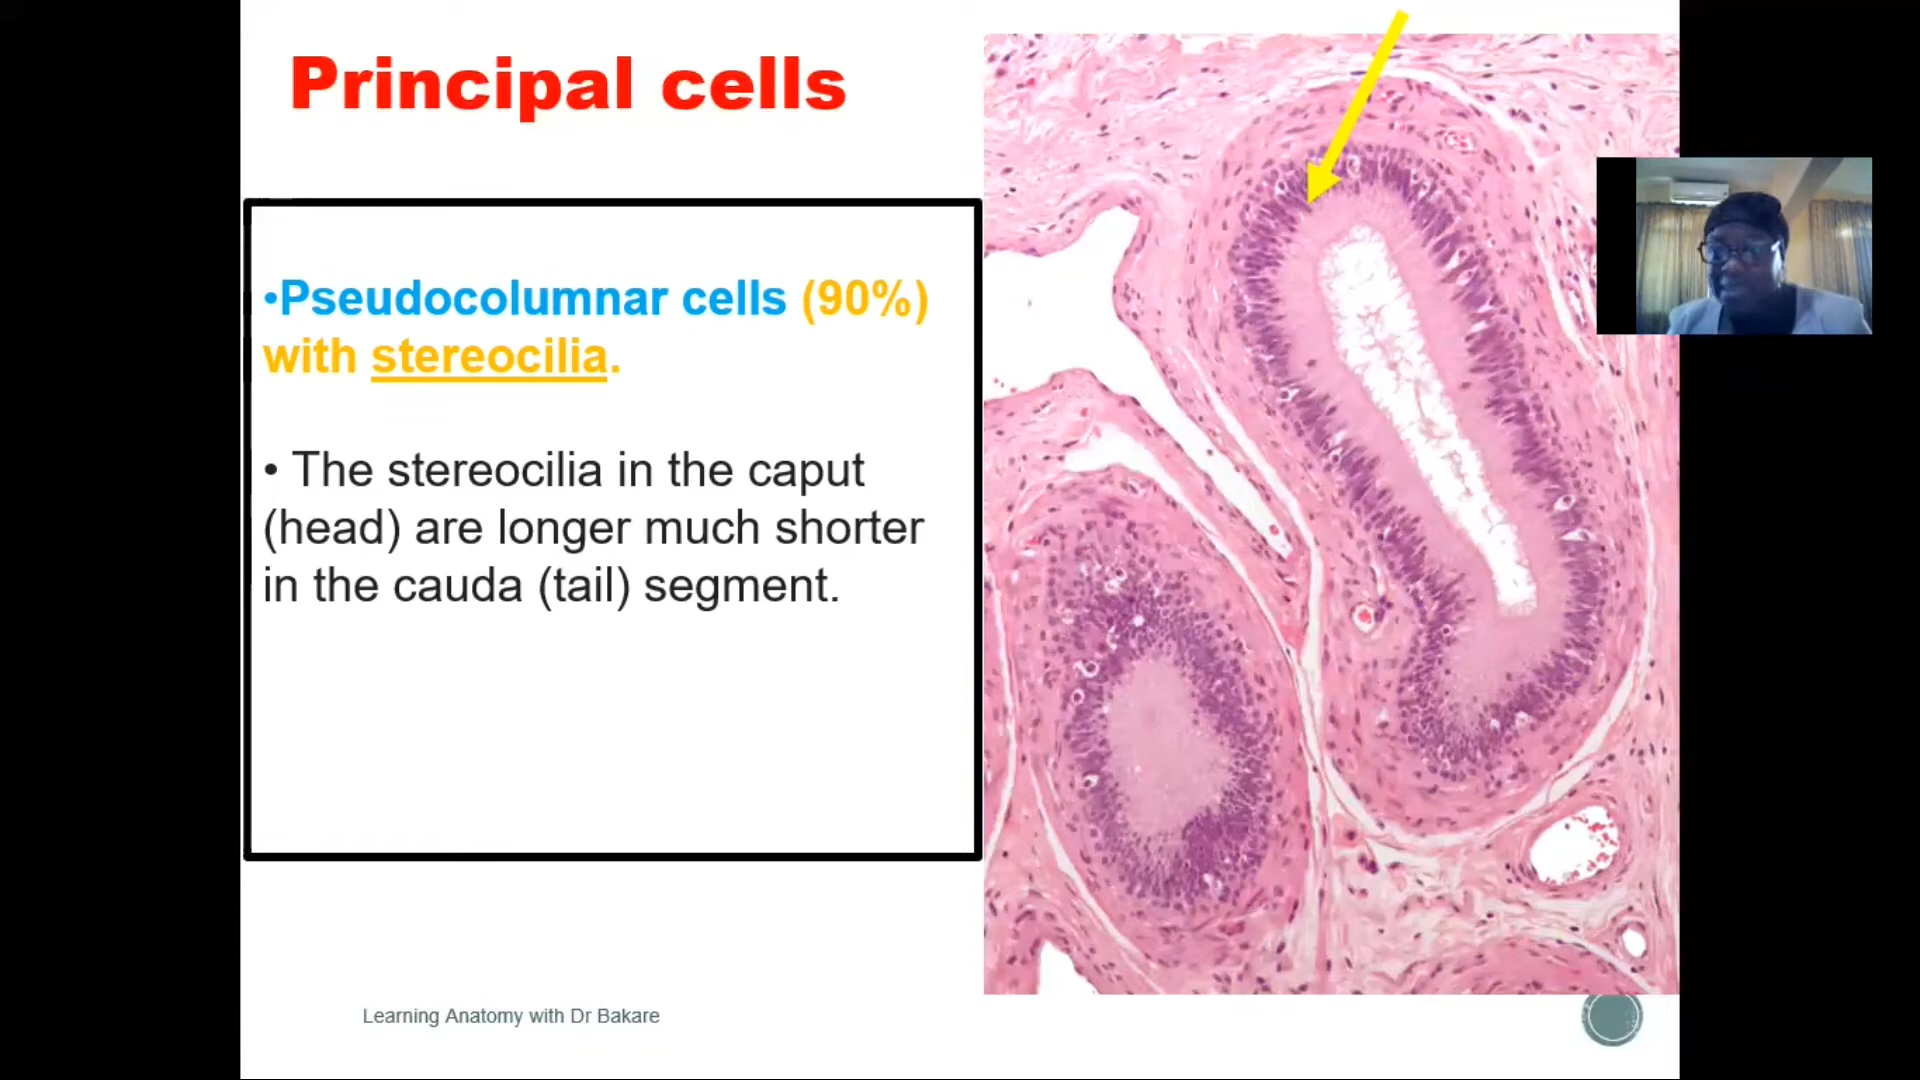 Principal cells
•Pseudocolumnar cells (90%)
with stereocilia.
• The stereocilia in the caput
(head) are longer much shorter
in the cauda (tail) segment.
Learning Anatomy with Dr Bakare